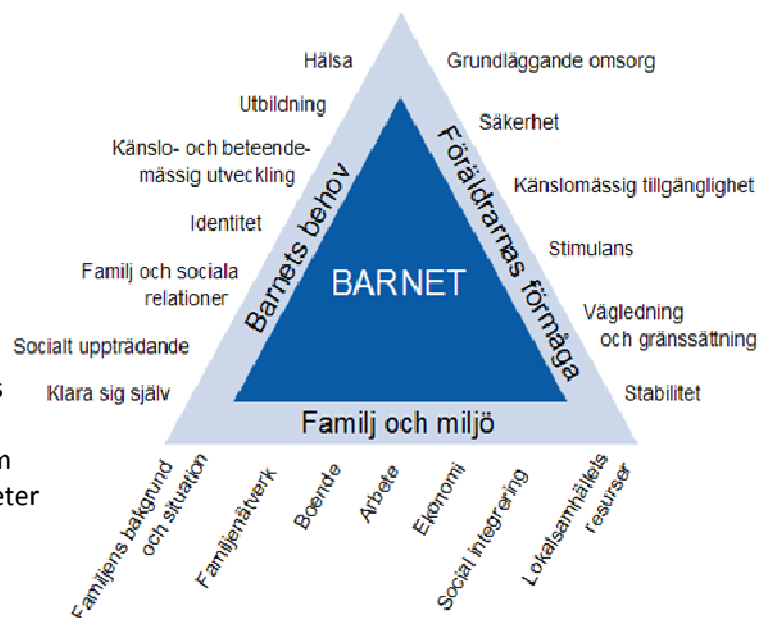 Hälsa
Utbildning
Känslo- och beteende-
mässig utveckling
Identitet
Familj och sociala
relationer
Socialt uppträdande
Klara sig själv
Barnets behov
BARNET
Föräldrarnas förmåga
Grundläggande omsorg
Säkerhet
Känslomässig tillgänglighet
Stimulans
Vägledning
och gränssättning
Stabilitet
Familj och miljö
Familjens bakgrund
och situation
Familjenätverk
Boende
Arbete
Ekonomi
Social integrering
Lokalsamhällets
resurser
s
m
eter